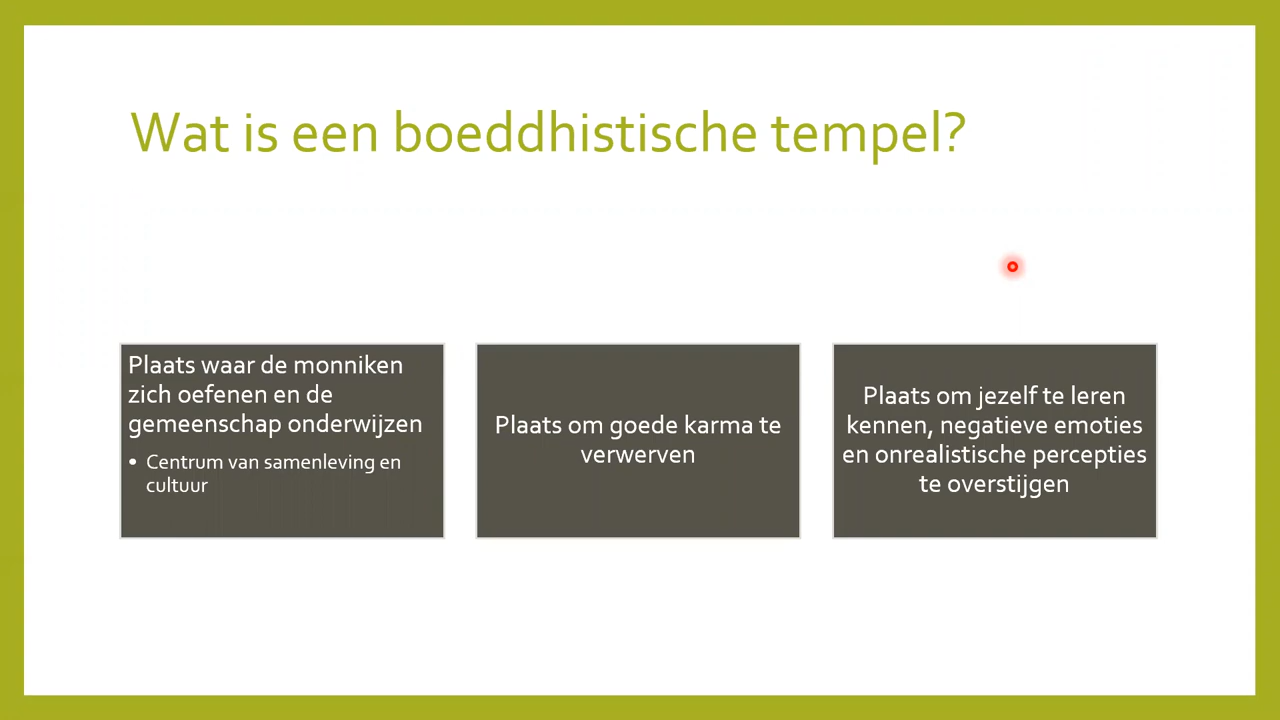 Wat is een boeddhistische tempel?
Plaats waar de monniken
zich oefenen en de
gemeenschap onderwijzen
• Centrum van samenleving en
cultuur
Plaats om goede karma te
verwerven
Plaats om jezelf te leren
kennen, negatieve emoties
en onrealistische percepties
te overstijgen